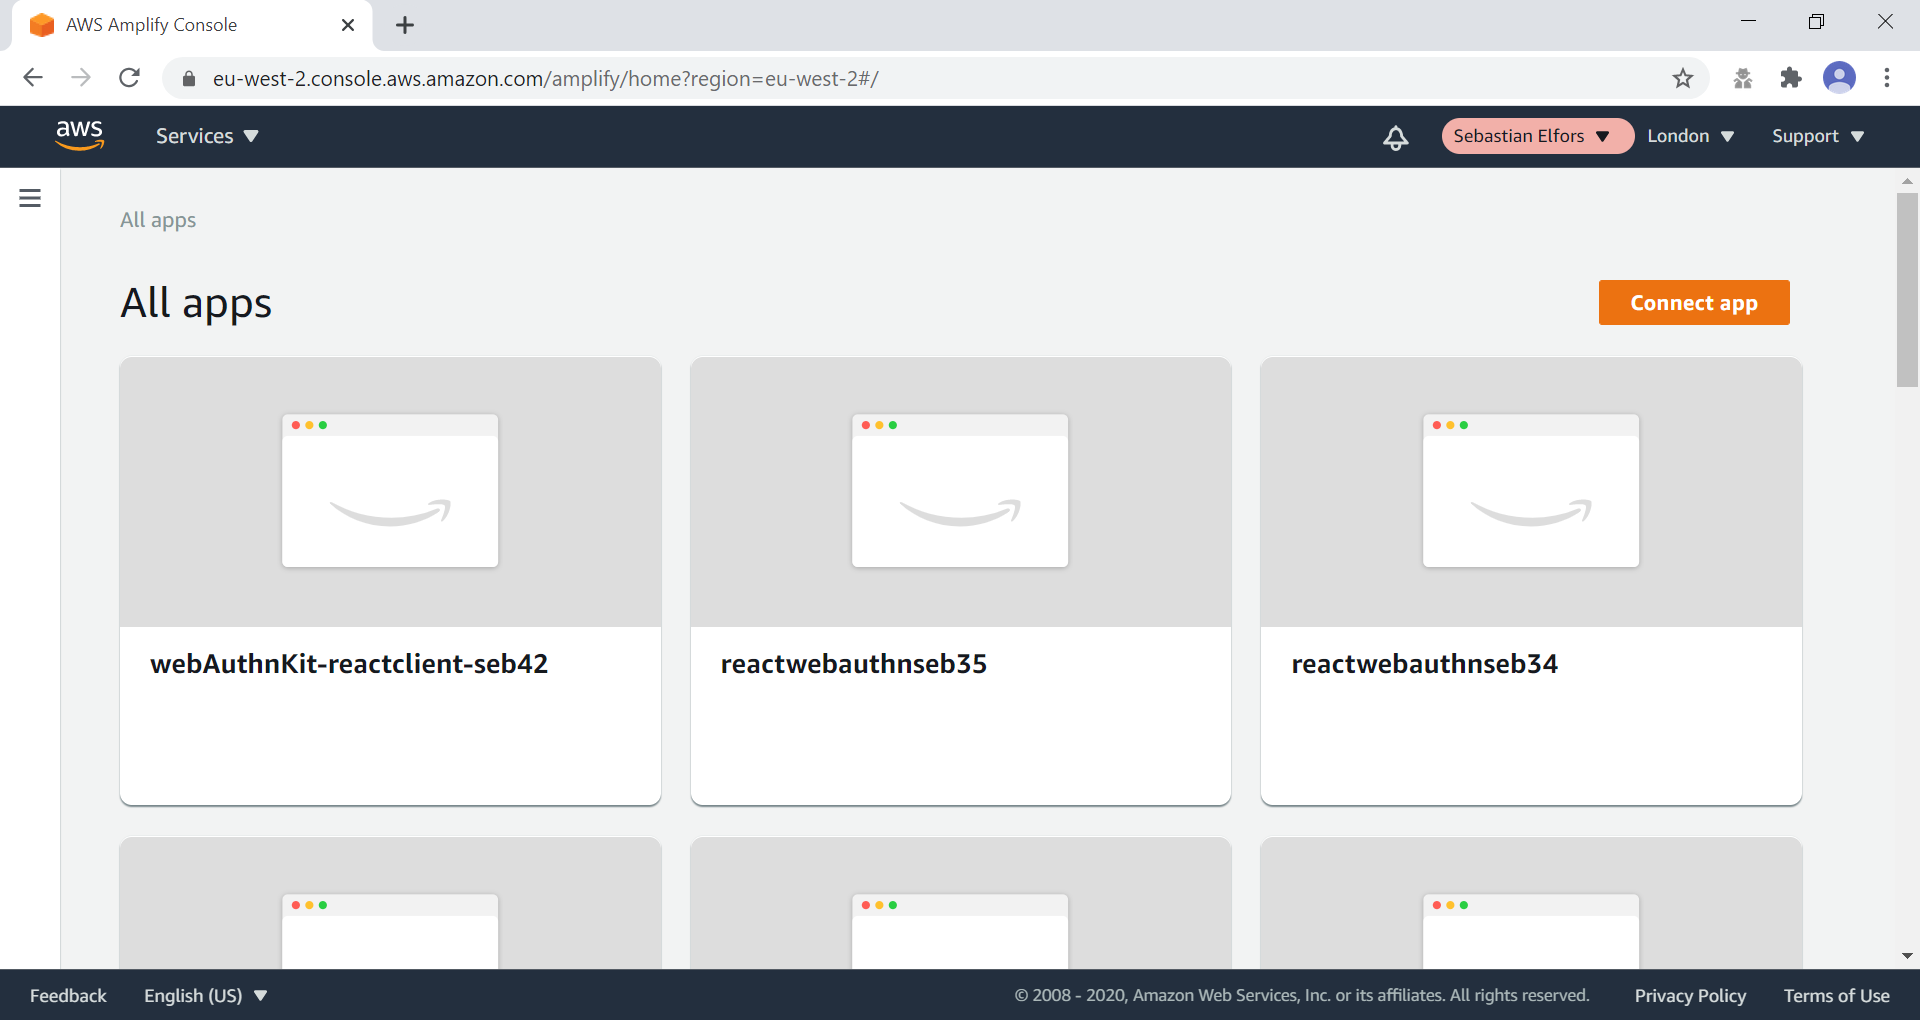 AWS Amplify Console
eu-west-2.console.aws.amazon.com/amplify/home?region=eu-west-2#/
aws Services Sebastian Elfors London Support
All apps
All apps Connect app
webAuthnKit-reactclient-seb42 reactwebauthnseb35 reactwebauthnseb34
Feedback English (US) © 2008 - 2020, Amazon Web Services, Inc. or its affiliates. All rights reserved. Privacy Policy Terms of Use